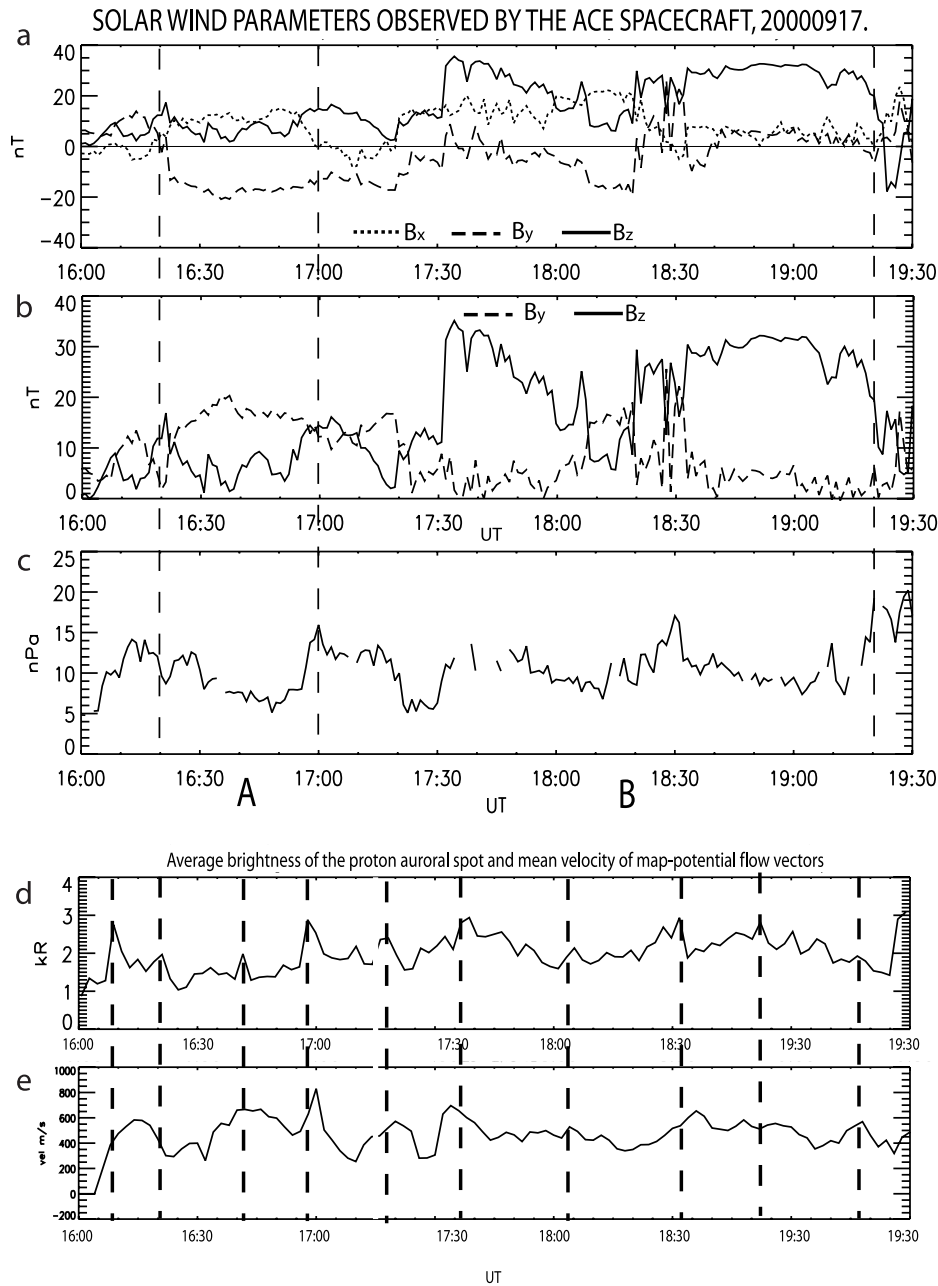 SOLAR WIND PARAMETERS OBSERVED BY THE ACE SPACECRAFT, 20000917.
a
40
20
0
-20
-40
nT
Bx By Bz
16:00 16:30 17:00 17:30 18:00 18:30 19:00 19:30
b
By Bz
40
30
20
10
0
nT
16:00 16:30 17:00 17:30 18:00 18:30 19:00 19:30
UT
c
25
20
15
10
5
0
nPa
16:00 16:30 17:00 17:30 18:00 18:30 19:00 19:30
A UT B
Average brightness of the proton auroral spot and mean velocity of map-potential flow vectors
d
4
3
2
1
0
kR
16:00 16:30 17:00 17:30 18:00 18:30 19:30 19:30
e
1000
800
600
400
200
0
-200
vel m/s
16:00 16:30 17:00 17:30 18:00 18:30 19:30 19:30
UT